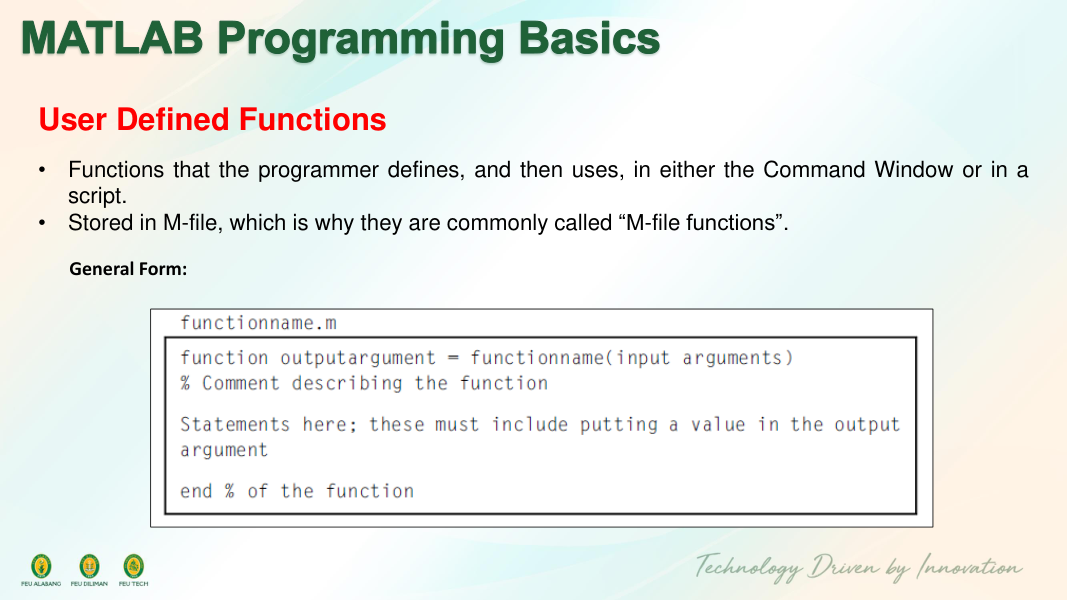 MATLAB Programming Basics
User Defined Functions
• Functions that the programmer defines, and then uses, in either the Command Window or in a
script.
• Stored in M-file, which is why they are commonly called “M-file functions”.
General Form:
functionname.m
function outputargument = functionname(input arguments)
% Comment describing the function
Statements here; these must include putting a value in the output
argument
end % of the function
FEU ALABANG FEU DILIMAN FEU TECH
Technology Driven by Innovation